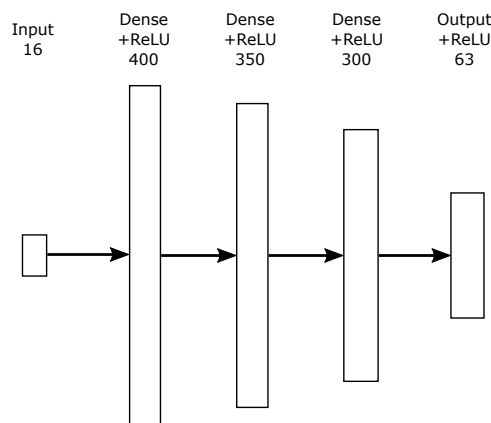 Input
16
Dense
+ReLU
400
Dense
+ReLU
350
Dense
+ReLU
300
Output
+ReLU
63